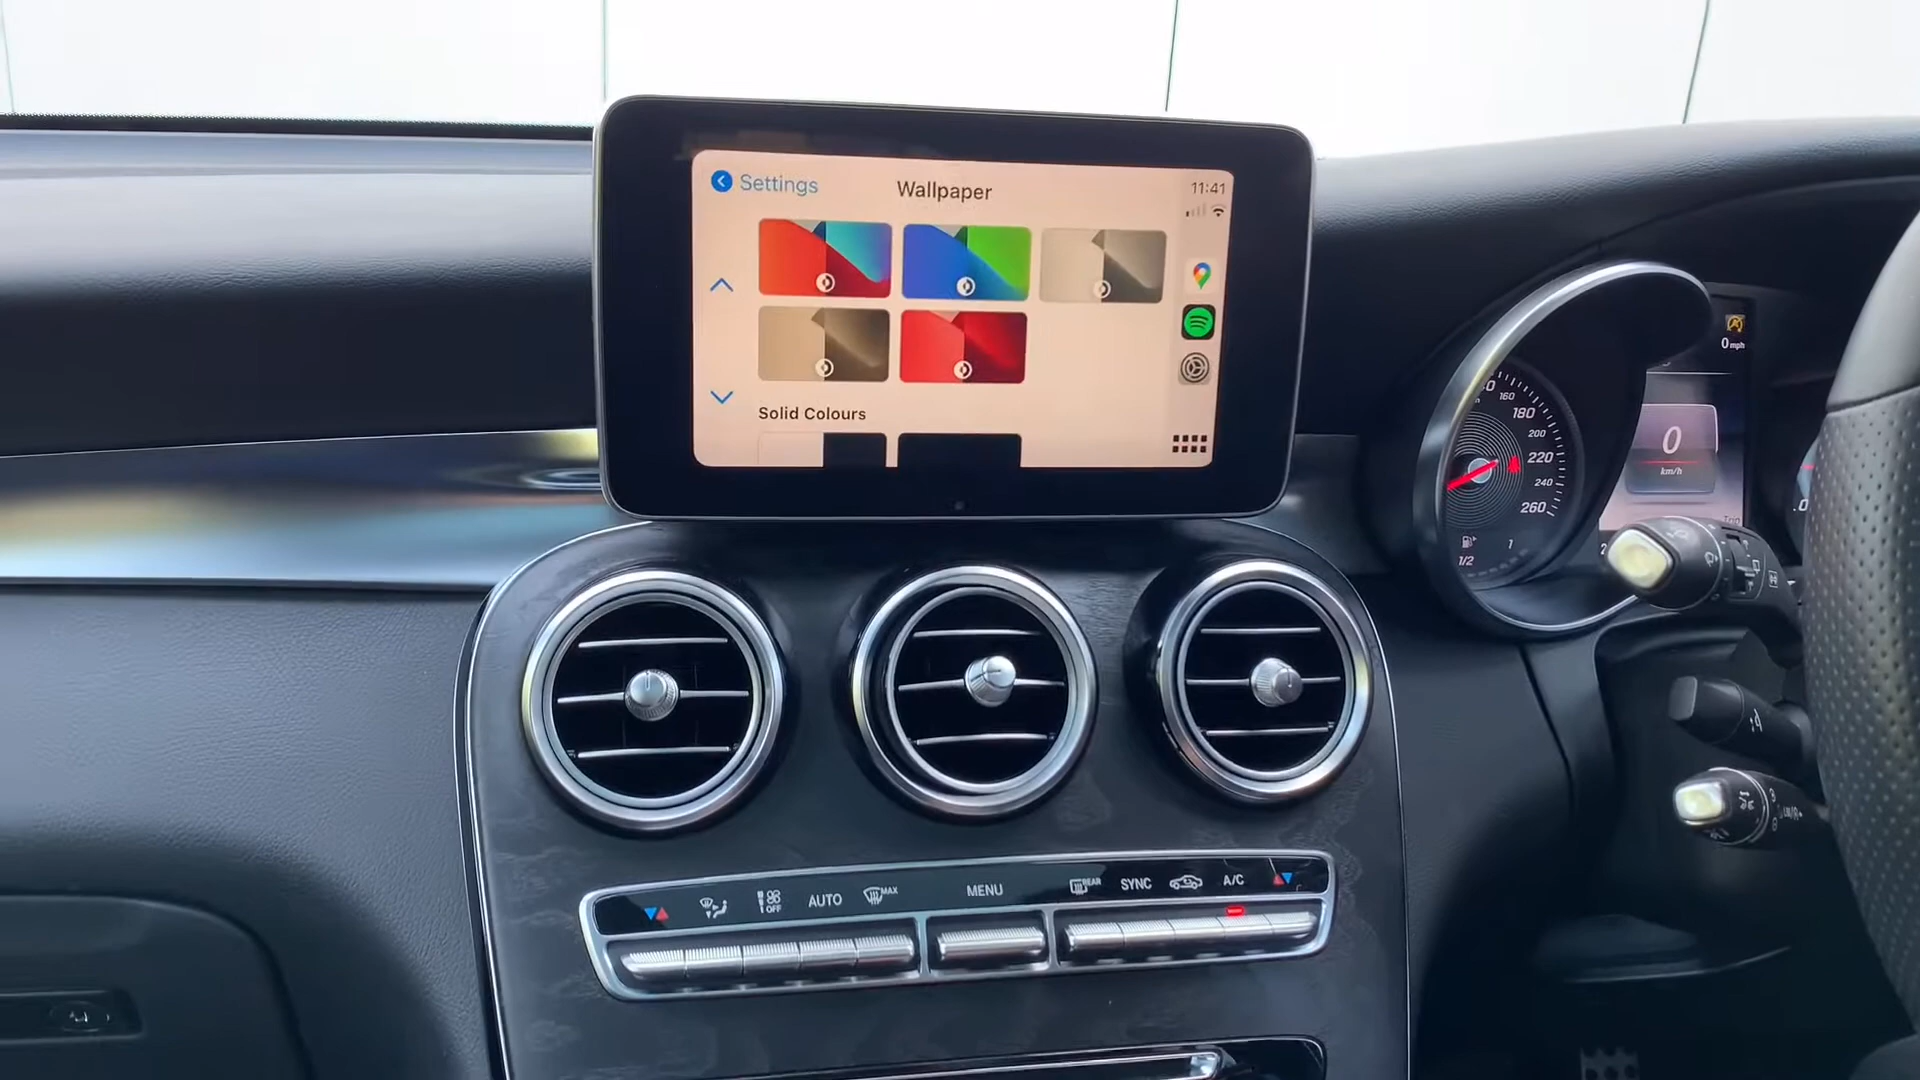 Settings
Wallpaper
11:41
Solid Colours
0 mph
160
180
200
220
240
260
0
km/h
1/2
1
AUTO
MAX
MENU
REAR
SYNC
A/C
OFF